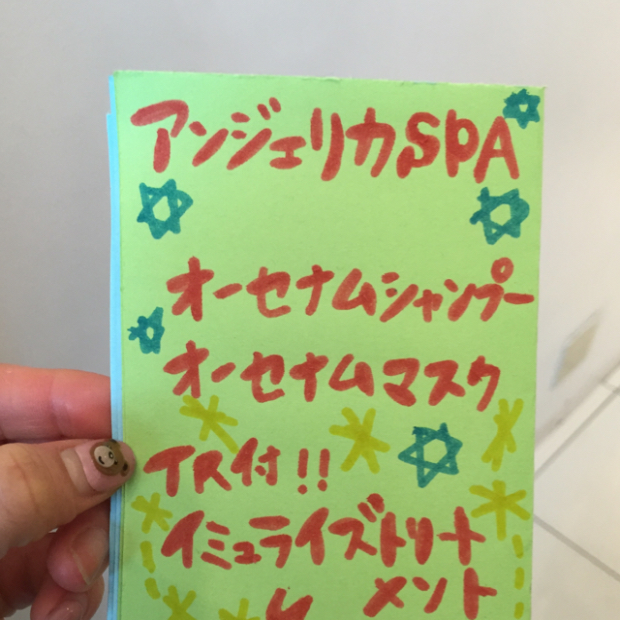 アンジェリカSPA
オーセナムシャンプー
オーセナムマスク
TR付!!
イミュライズトリート
メント